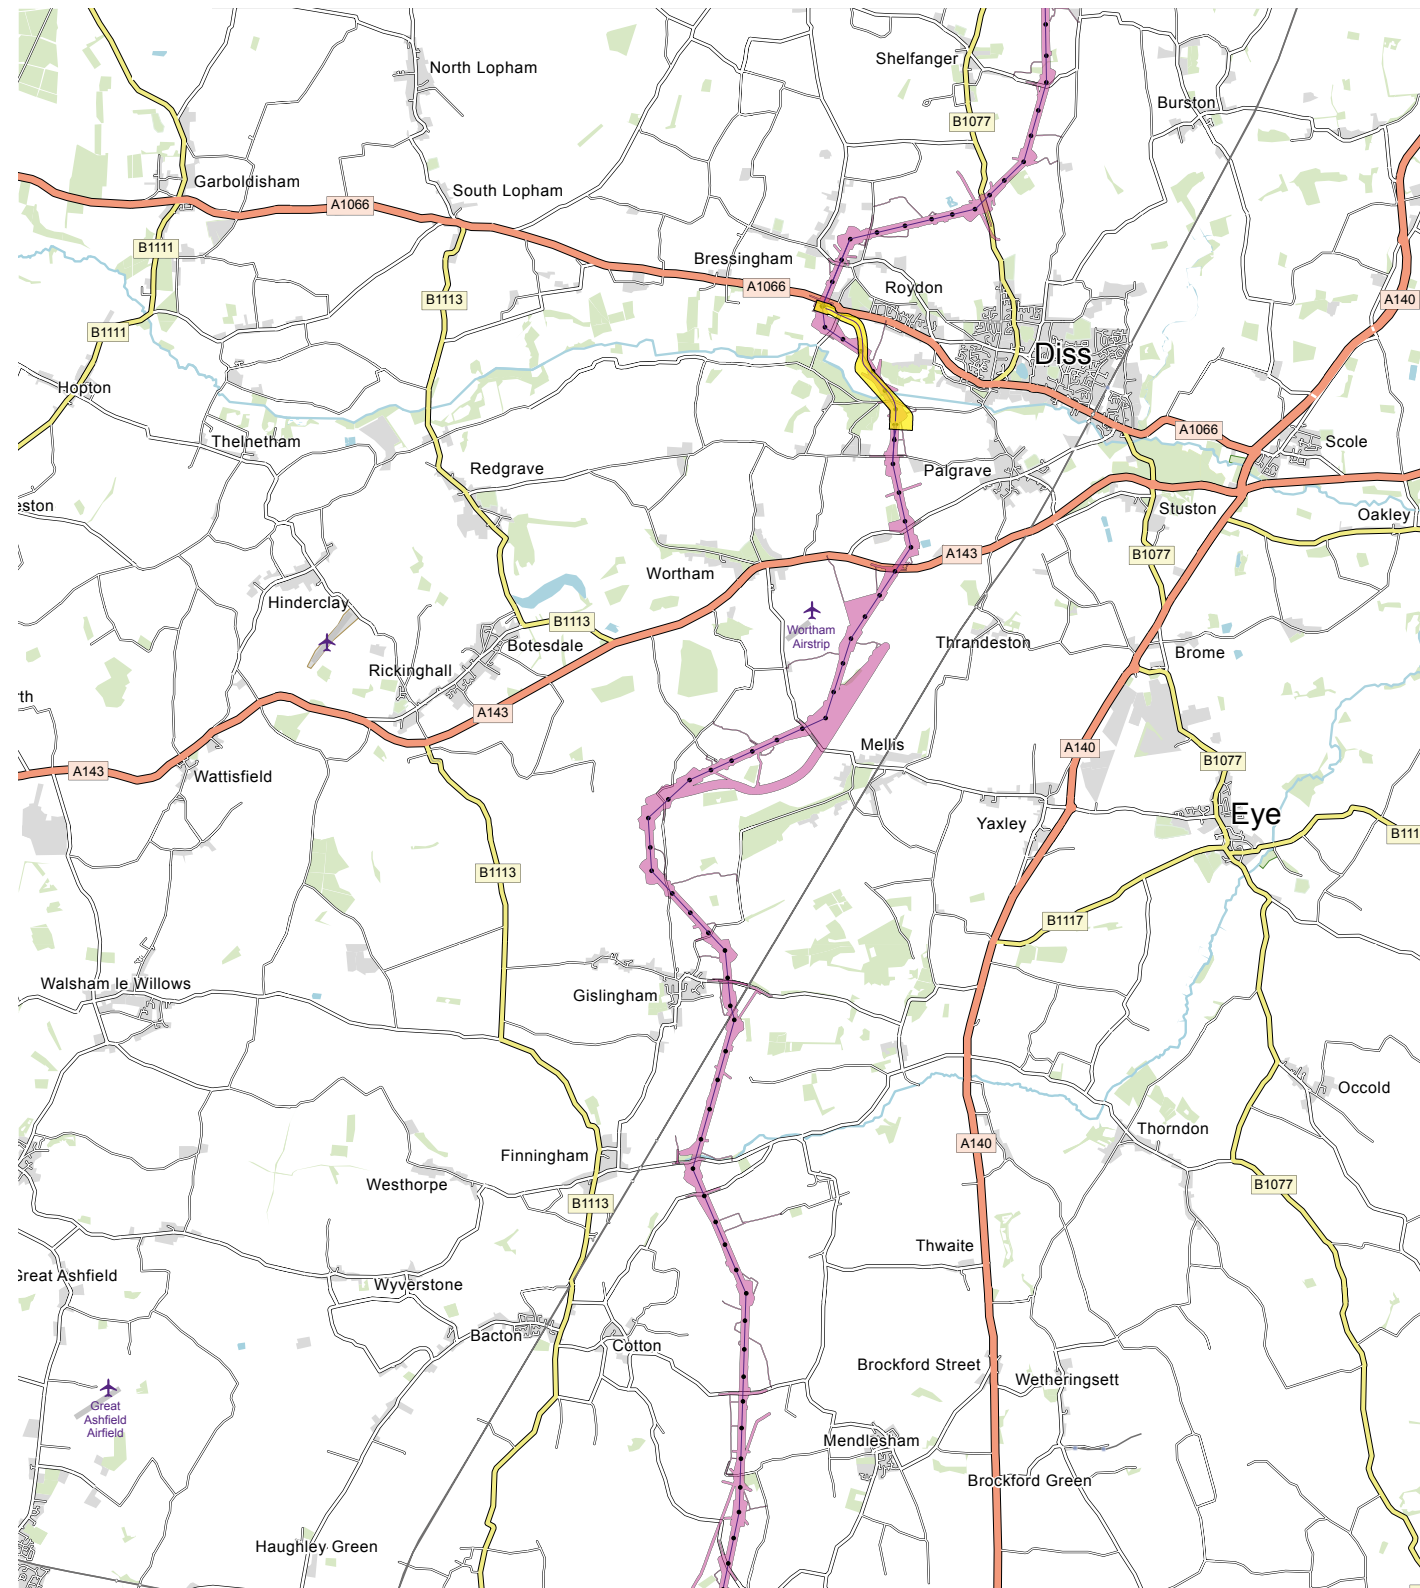 Shelfanger
North Lopham
Burston
B1077
Garboldisham
South Lopham
A1066
B1111
Bressingham
A1066
Roydon
B1113
A140
B1111
Diss
Hopton
A1066
Scole
Thelnetham
Redgrave
Palgrave
eston
Stuston
Oakley
A143
B1077
Wortham
Hinderclay
B1113
Wortham
Airstrip
Botesdale
Thrandeston
Brome
Rickinghall
rth
A143
Mellis
A140
B1077
A143
Wattisfield
Yaxley
Eye
B111
B1113
B1117
Walsham le Willows
Gislingham
Occold
Thorndon
A140
Finningham
Westhorpe
B1113
B1077
Thwaite
Great Ashfield
Wyverstone
Bacton
Cotton
Brockford Street
Wetheringsett
Great
Ashfield
Airfield
Mendlesham
Brockford Green
Haughley Green